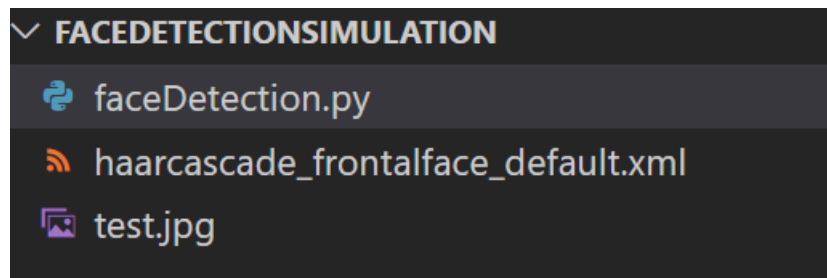 FACEDETECTIONSIMULATION
faceDetection.py
haarcascade_frontalface_default.xml
test.jpg